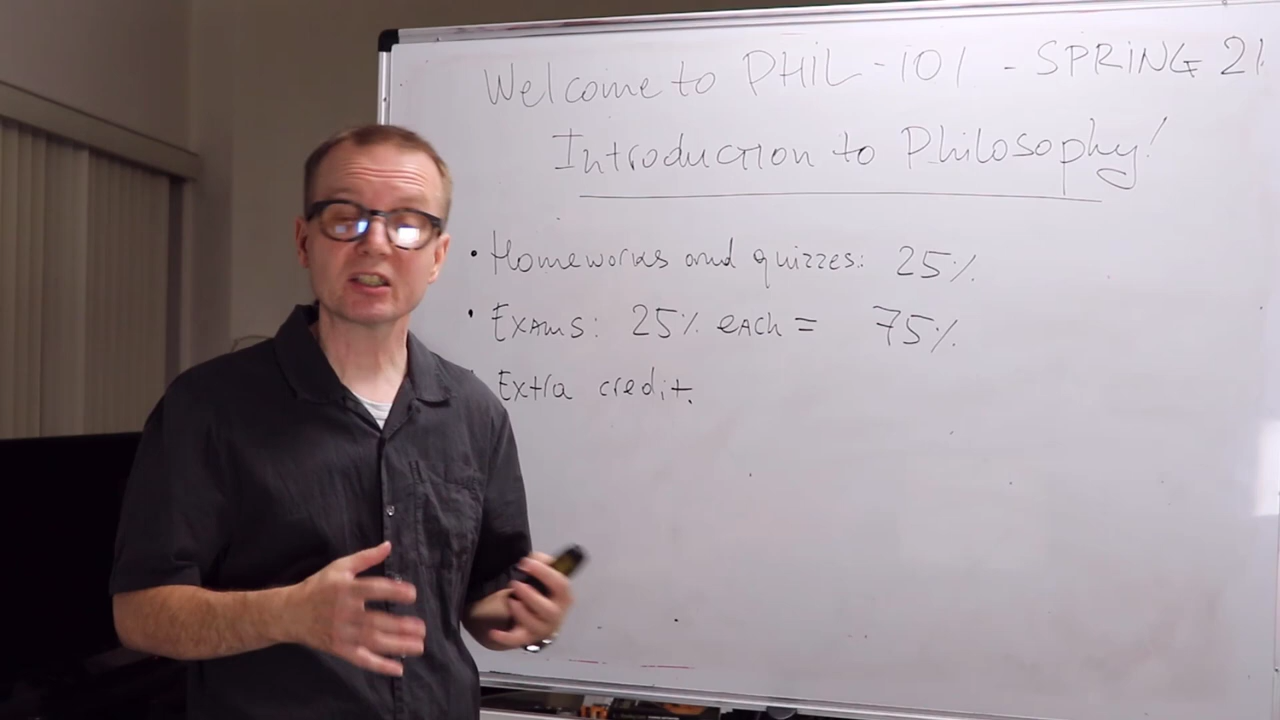 Welcome to PHIL-101 - SPRING 21
Introduction to Philosophy!
• Homeworks and quizzes: 25%
• Exams: 25% each = 75%
• Extra credit.